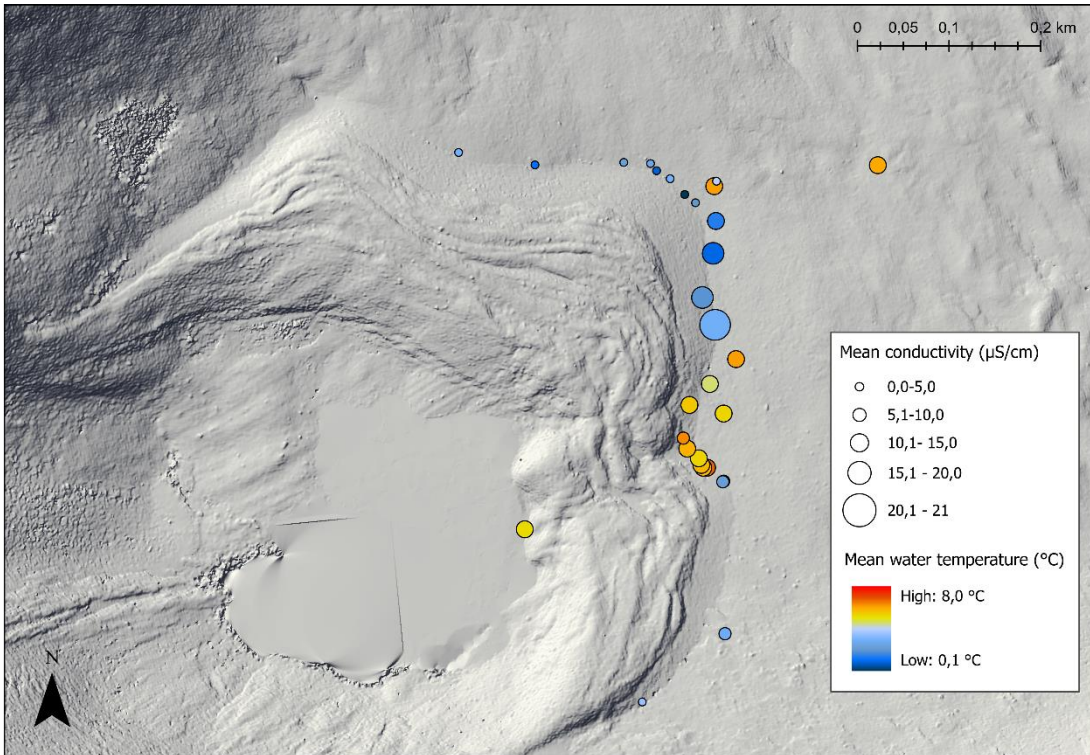 0 0,05 0,1 0,2 km
Mean conductivity (µS/cm)
0,0-5,0
5,1-10,0
10,1- 15,0
15,1 - 20,0
20,1 - 21
Mean water temperature (°C)
High: 8,0 °C
Low: 0,1 °C
N